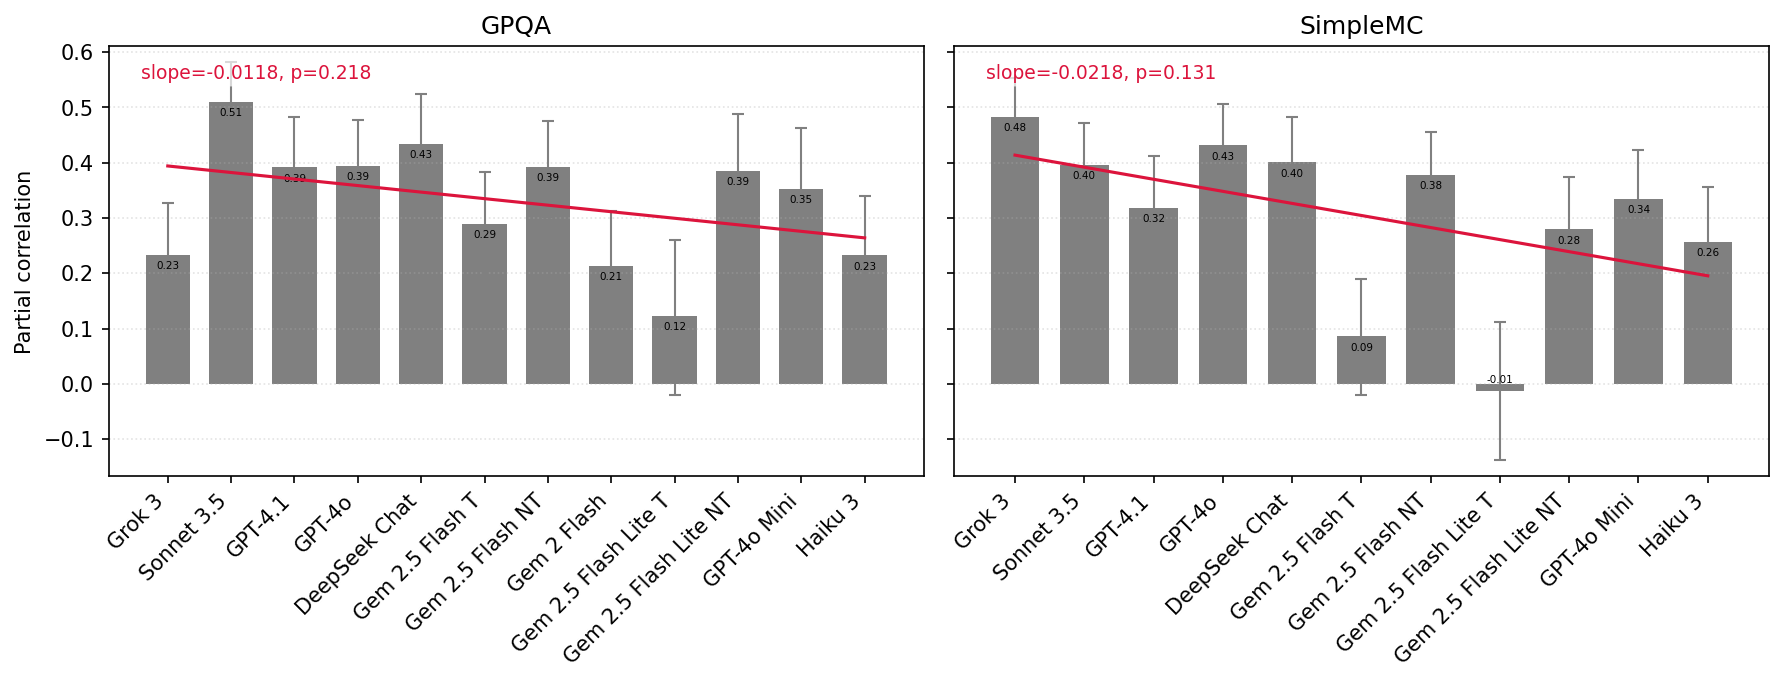 GPQA
SimpleMC
Partial correlation
0.6
0.5
0.4
0.3
0.2
0.1
0.0
−0.1
slope=-0.0118, p=0.218
0.23
0.51
0.39
0.39
0.43
0.29
0.39
0.21
0.12
0.39
0.35
0.23
Grok 3
Sonnet 3.5
GPT-4.1
GPT-4o
DeepSeek Chat
Gem 2.5 Flash T
Gem 2.5 Flash NT
Gem 2 Flash
Gem 2.5 Flash Lite T
Gem 2.5 Flash Lite NT
GPT-4o Mini
Haiku 3
slope=-0.0218, p=0.131
0.48
0.40
0.32
0.43
0.40
0.09
0.38
-0.01
0.28
0.34
0.26
Grok 3
Sonnet 3.5
GPT-4.1
GPT-4o
DeepSeek Chat
Gem 2.5 Flash T
Gem 2.5 Flash NT
Gem 2.5 Flash Lite T
Gem 2.5 Flash Lite NT
GPT-4o Mini
Haiku 3